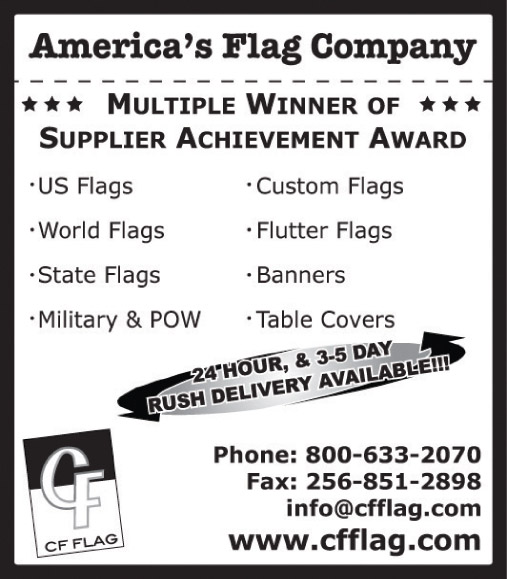 America's Flag Company
★★★ MULTIPLE WINNER OF ★★★
SUPPLIER ACHIEVEMENT AWARD
·US Flags
·World Flags
·State Flags
·Military & POW
·Custom Flags
·Flutter Flags
·Banners
·Table Covers
24 HOUR, & 3-5 DAY
RUSH DELIVERY AVAILABLE!!!
CF
CF FLAG
Phone: 800-633-2070
Fax: 256-851-2898
info@cfflag.com
www.cfflag.com